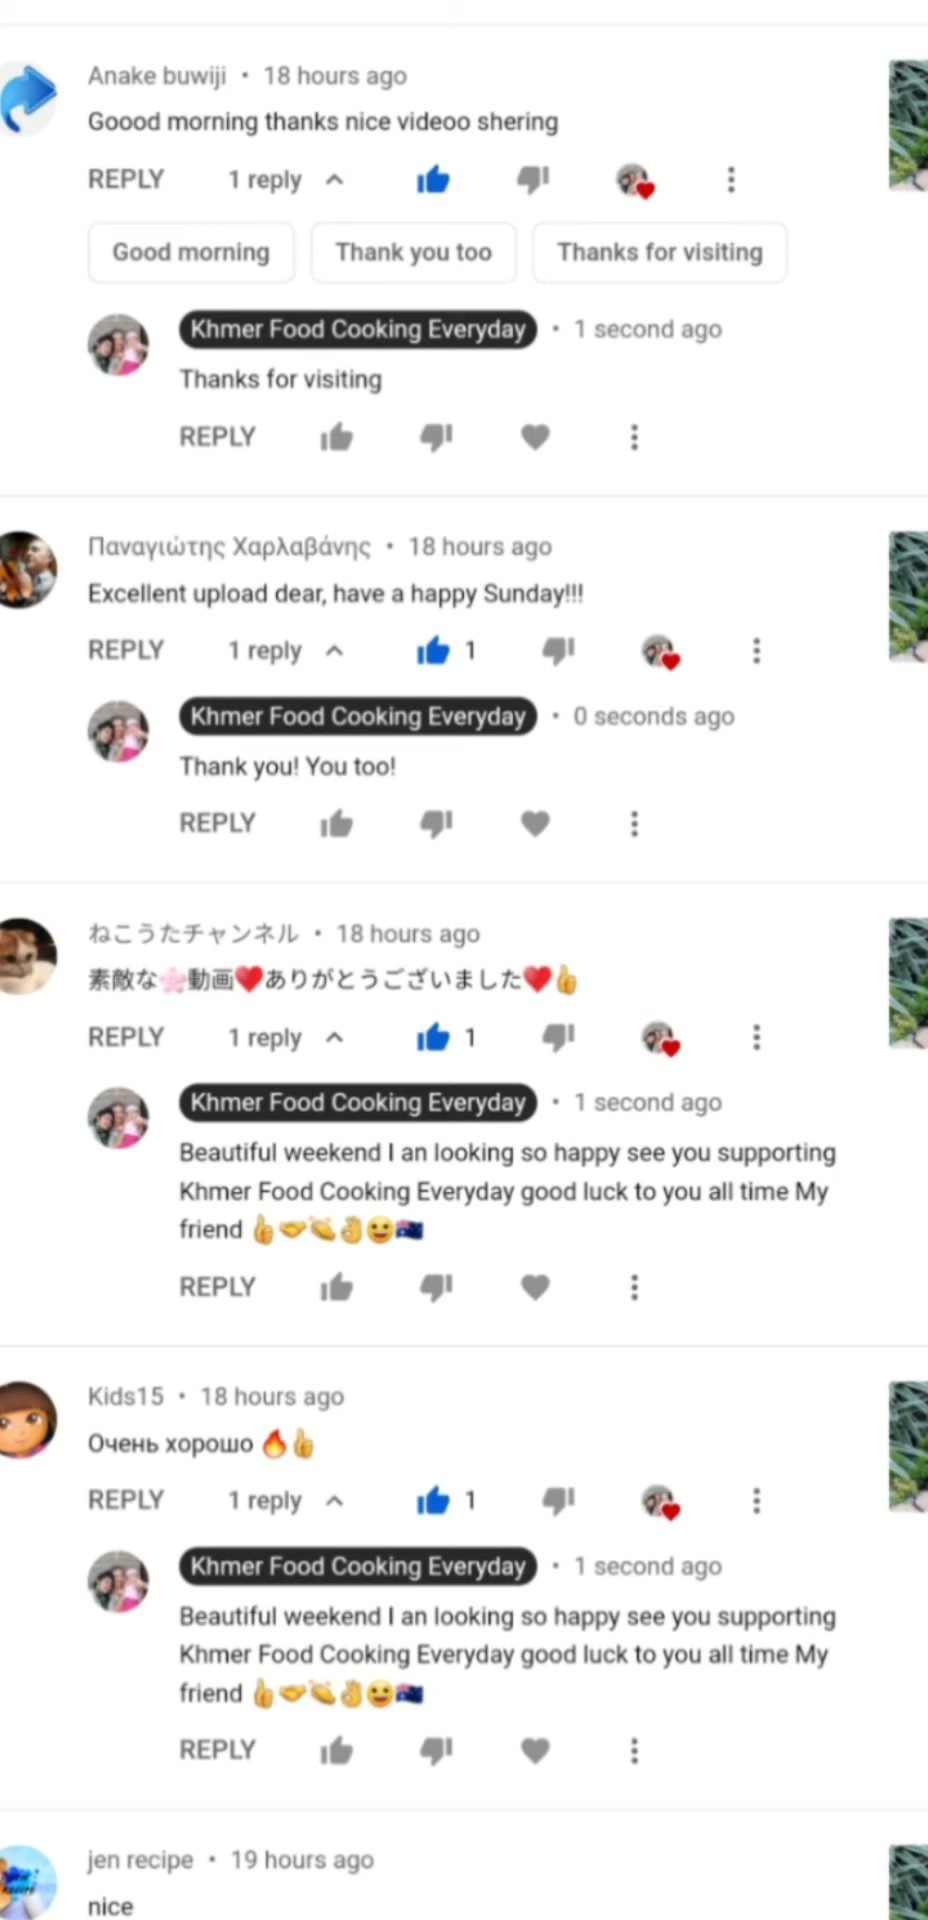 Anake buwiji • 18 hours ago
Goood morning thanks nice videoo shering
REPLY 1 reply
Good morning Thank you too Thanks for visiting
Khmer Food Cooking Everyday • 1 second ago
Thanks for visiting
REPLY
Παναγιώτης Χαρλαβάνης • 18 hours ago
Excellent upload dear, have a happy Sunday!!!
REPLY 1 reply 1
Khmer Food Cooking Everyday • 0 seconds ago
Thank you! You too!
REPLY
ねこうたチャンネル • 18 hours ago
素敵な🌸動画❤️ありがとうございました❤️👍
REPLY 1 reply 1
Khmer Food Cooking Everyday • 1 second ago
Beautiful weekend I an looking so happy see you supporting
Khmer Food Cooking Everyday good luck to you all time My
friend 👍🤝👏👌😀🇦🇺
REPLY
Kids15 • 18 hours ago
Очень хорошо 🔥👍
REPLY 1 reply 1
Khmer Food Cooking Everyday • 1 second ago
Beautiful weekend I an looking so happy see you supporting
Khmer Food Cooking Everyday good luck to you all time My
friend 👍🤝👏👌😀🇦🇺
REPLY
jen recipe • 19 hours ago
nice